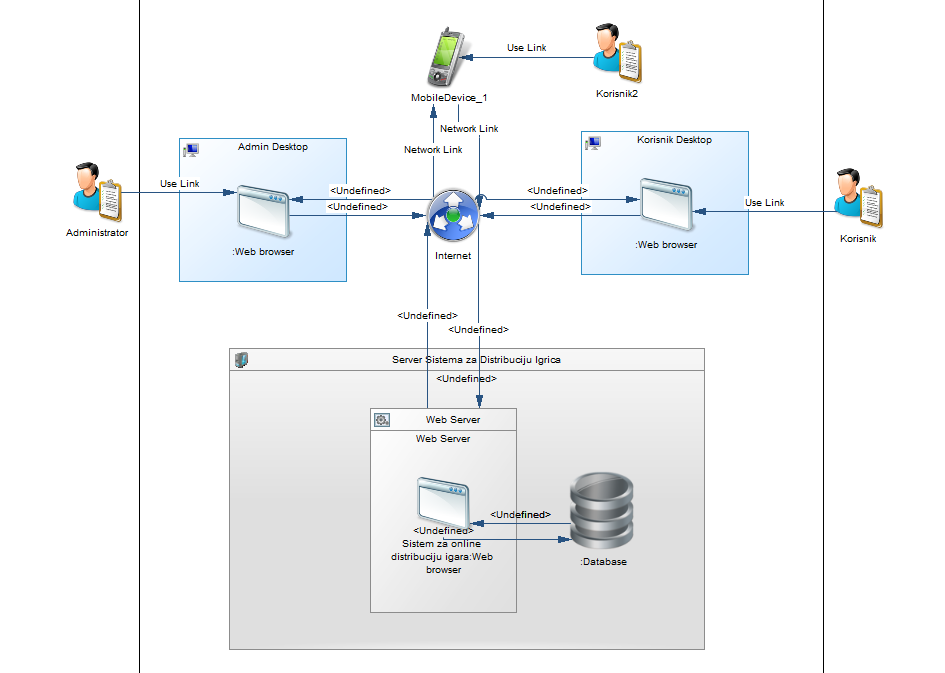 Use Link
Korisnik2
MobileDevice_1
Network Link
Network Link
Admin Desktop
Korisnik Desktop
Use Link
<Undefined>
<Undefined>
<Undefined>
<Undefined>
Use Link
Administrator
:Web browser
Internet
:Web browser
Korisnik
<Undefined>
<Undefined>
Server Sistema za Distribuciju Igrica
<Undefined>
Web Server
Web Server
<Undefined>
<Undefined>
Sistem za online
distribuciju igara:Web
browser
:Database